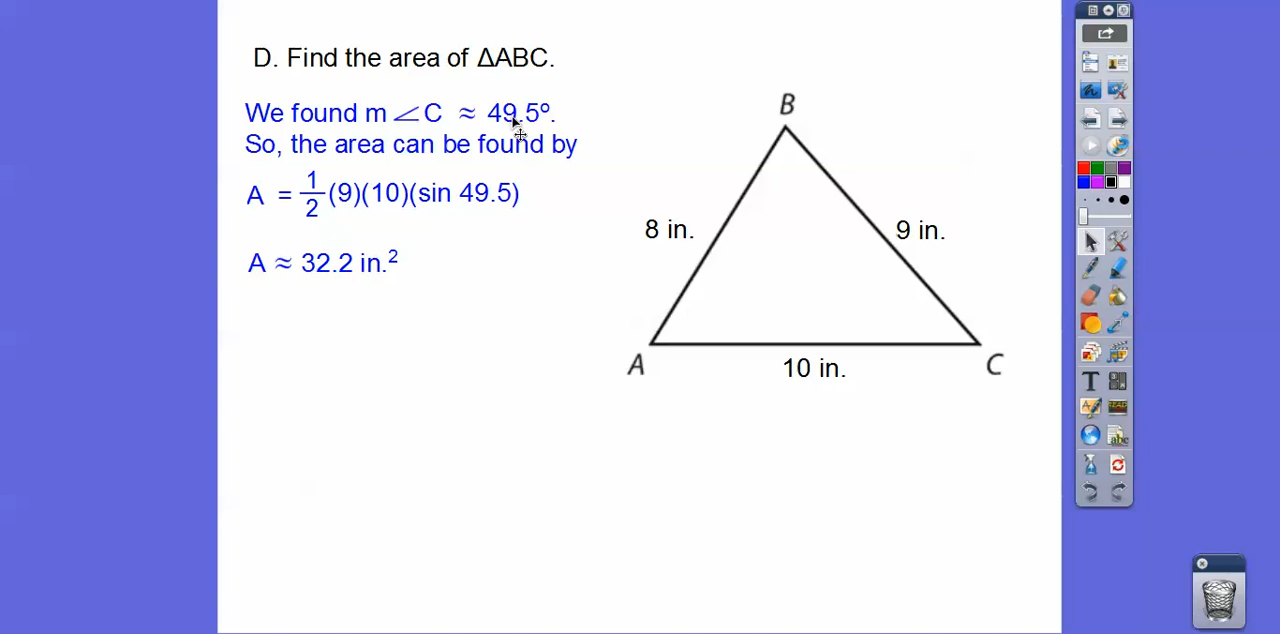 D. Find the area of ΔABC.
We found m ∠C ≈ 49.5º.
So, the area can be found by
A = 1/2 (9)(10)(sin 49.5)
A ≈ 32.2 in.²
B
8 in.
9 in.
A
10 in.
C